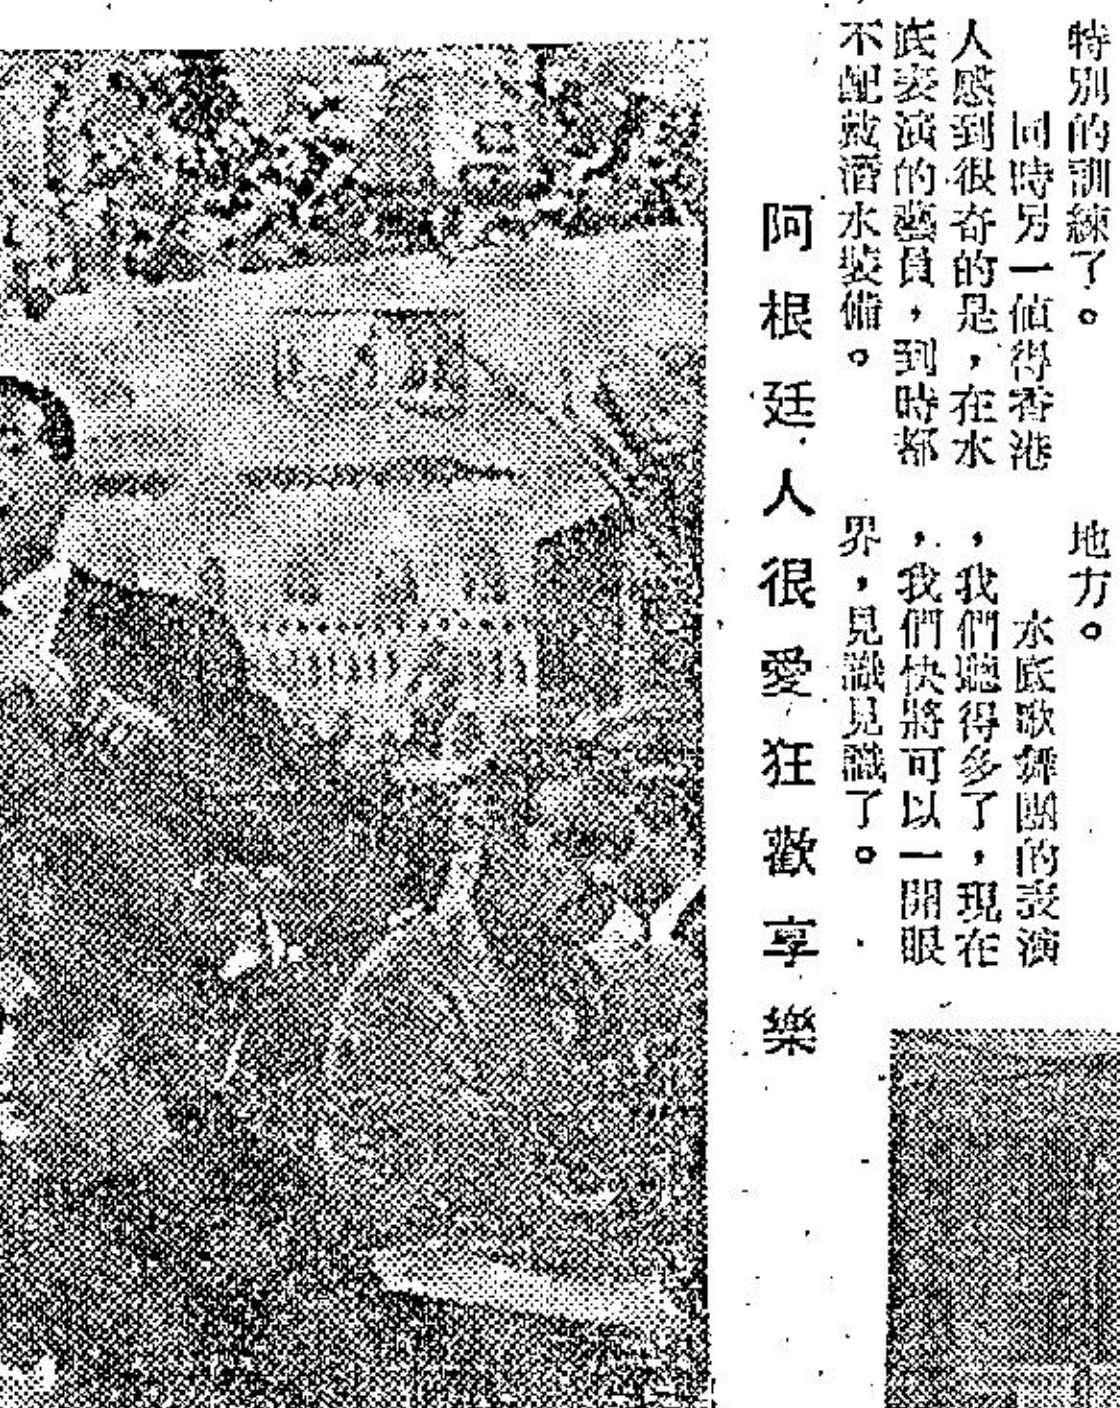 特別的訓練了。
同時另一值得香港
人感到很奇的是，在水
底表演的藝員，到時都
不配戴潛水裝備。
地方。
水底歌舞團的表演
，我們聽得多了，現在
，我們快將可以一開眼
界，見識見識了。
阿根廷人很愛狂歡享樂